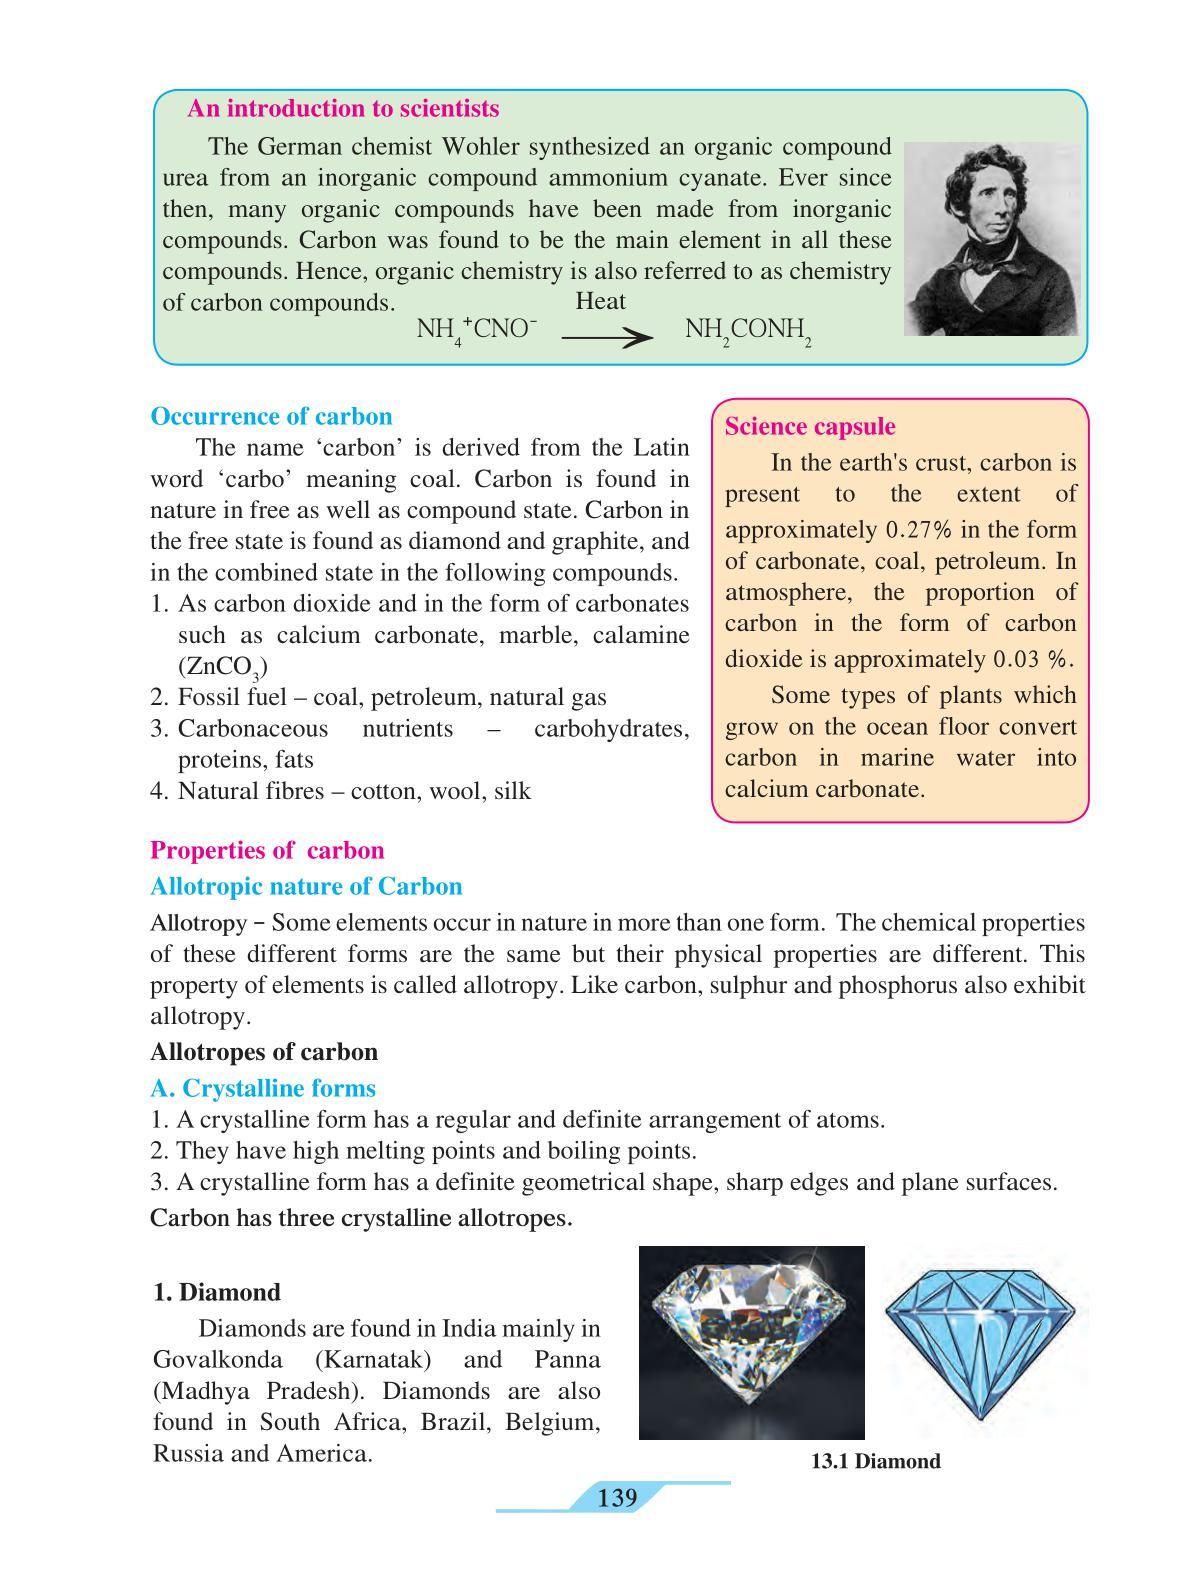 An introduction to scientists
The German chemist Wohler synthesized an organic compound
urea from an inorganic compound ammonium cyanate. Ever since
then, many organic compounds have been made from inorganic
compounds. Carbon was found to be the main element in all these
compounds. Hence, organic chemistry is also referred to as chemistry
of carbon compounds.
Heat
NH₄⁺CNO⁻ ⟶ NH₂CONH₂
Occurrence of carbon
The name ‘carbon’ is derived from the Latin
word ‘carbo’ meaning coal. Carbon is found in
nature in free as well as compound state. Carbon in
the free state is found as diamond and graphite, and
in the combined state in the following compounds.
1. As carbon dioxide and in the form of carbonates
such as calcium carbonate, marble, calamine
(ZnCO₃)
2. Fossil fuel – coal, petroleum, natural gas
3. Carbonaceous nutrients – carbohydrates,
proteins, fats
4. Natural fibres – cotton, wool, silk
Science capsule
In the earth's crust, carbon is
present to the extent of
approximately 0.27% in the form
of carbonate, coal, petroleum. In
atmosphere, the proportion of
carbon in the form of carbon
dioxide is approximately 0.03 %.
Some types of plants which
grow on the ocean floor convert
carbon in marine water into
calcium carbonate.
Properties of carbon
Allotropic nature of Carbon
Allotropy – Some elements occur in nature in more than one form. The chemical properties
of these different forms are the same but their physical properties are different. This
property of elements is called allotropy. Like carbon, sulphur and phosphorus also exhibit
allotropy.
Allotropes of carbon
A. Crystalline forms
1. A crystalline form has a regular and definite arrangement of atoms.
2. They have high melting points and boiling points.
3. A crystalline form has a definite geometrical shape, sharp edges and plane surfaces.
Carbon has three crystalline allotropes.
1. Diamond
Diamonds are found in India mainly in
Govalkonda (Karnatak) and Panna
(Madhya Pradesh). Diamonds are also
found in South Africa, Brazil, Belgium,
Russia and America.
13.1 Diamond
139